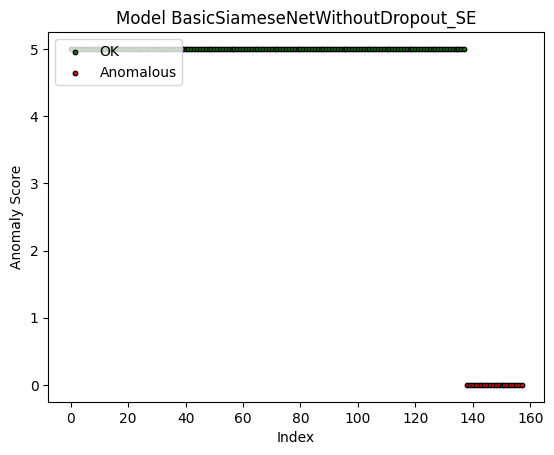 Model BasicSiameseNetWithoutDropout_SE
OK
Anomalous
Anomaly Score
5
4
3
2
1
0
0 20 40 60 80 100 120 140 160
Index